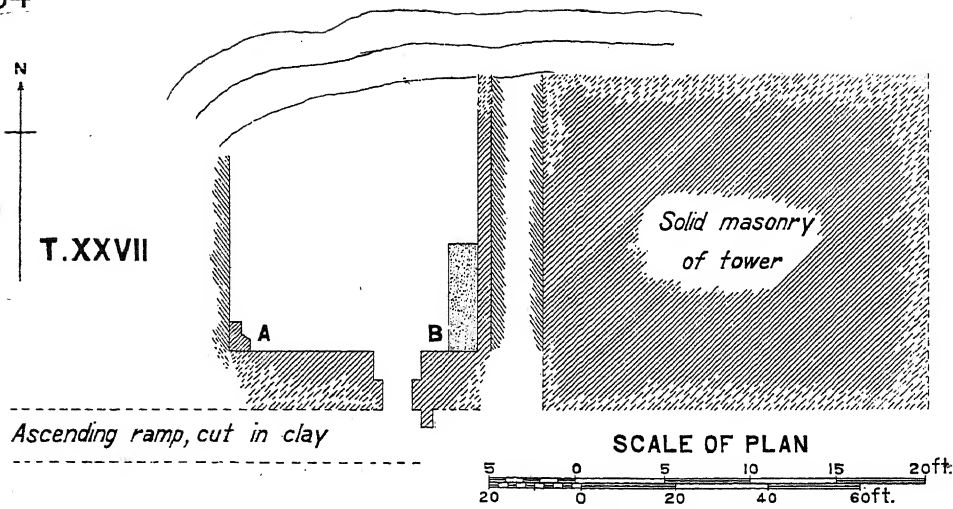 N
T.XXVII
A
B
Solid masonry
of tower
Ascending ramp, cut in clay
SCALE OF PLAN
5 0 5 10 15 20ft.
20 0 20 40 60ft.